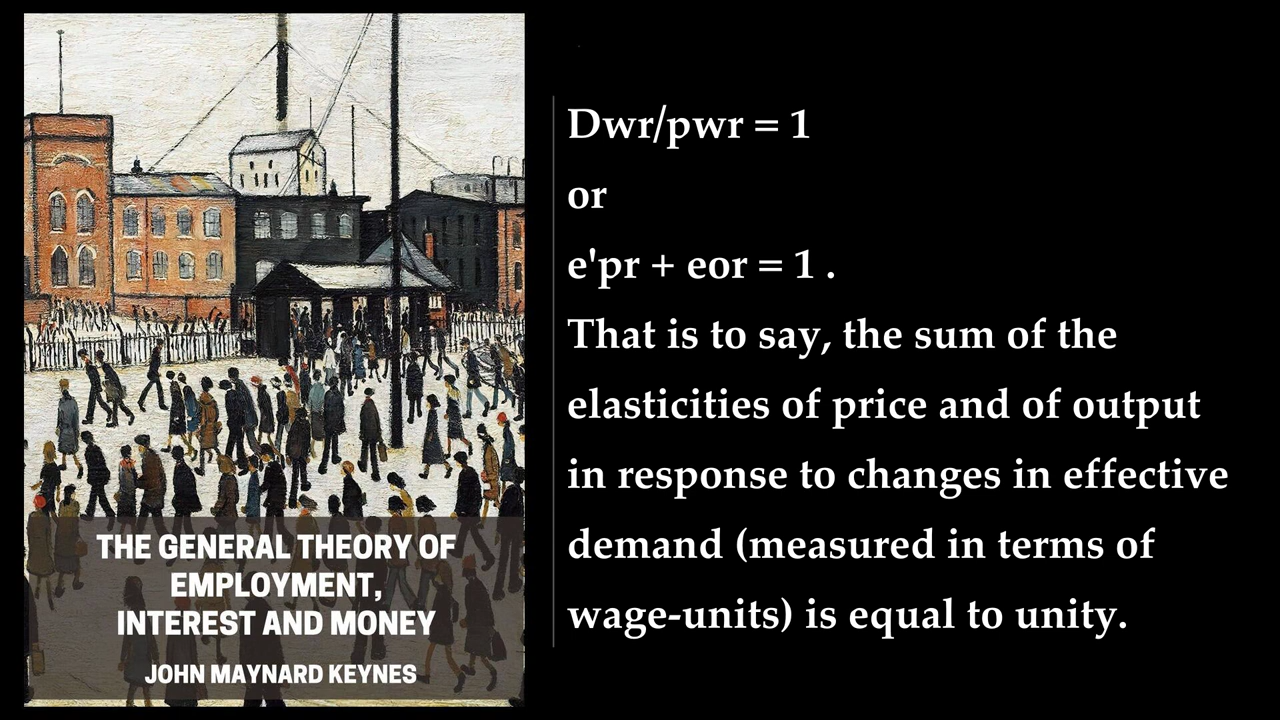 THE GENERAL THEORY OF
EMPLOYMENT,
INTEREST AND MONEY
JOHN MAYNARD KEYNES
Dwr/pwr = 1
or
e'pr + eor = 1 .
That is to say, the sum of the
elasticities of price and of output
in response to changes in effective
demand (measured in terms of
wage-units) is equal to unity.